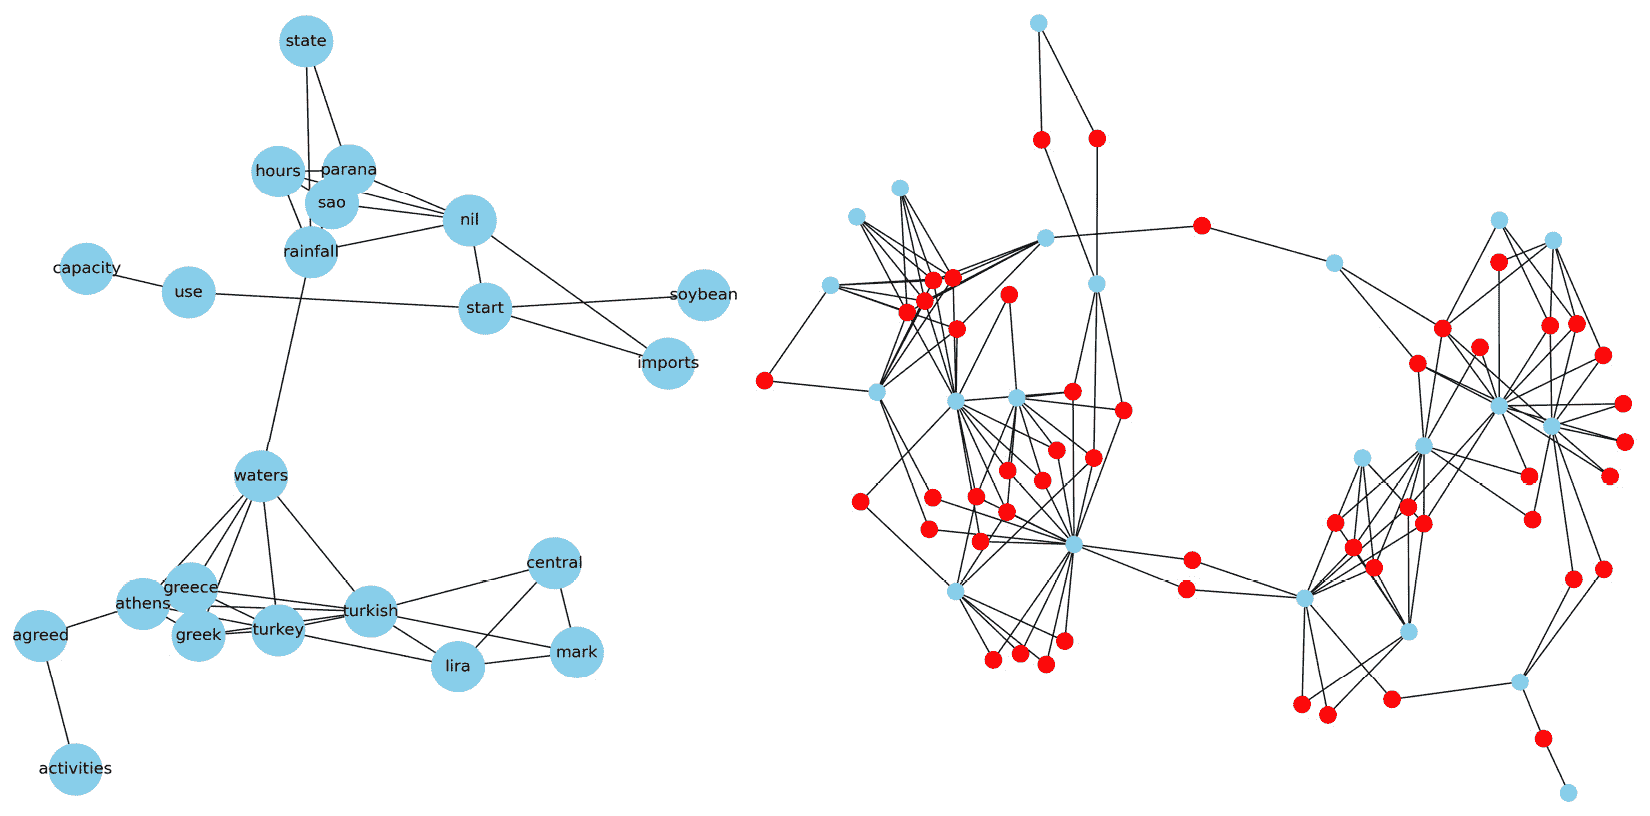 state
hours
parana
sao
nil
rainfall
capacity
use
start
soybean
imports
waters
central
greece
athens
turkish
agreed
greek
turkey
lira
mark
activities